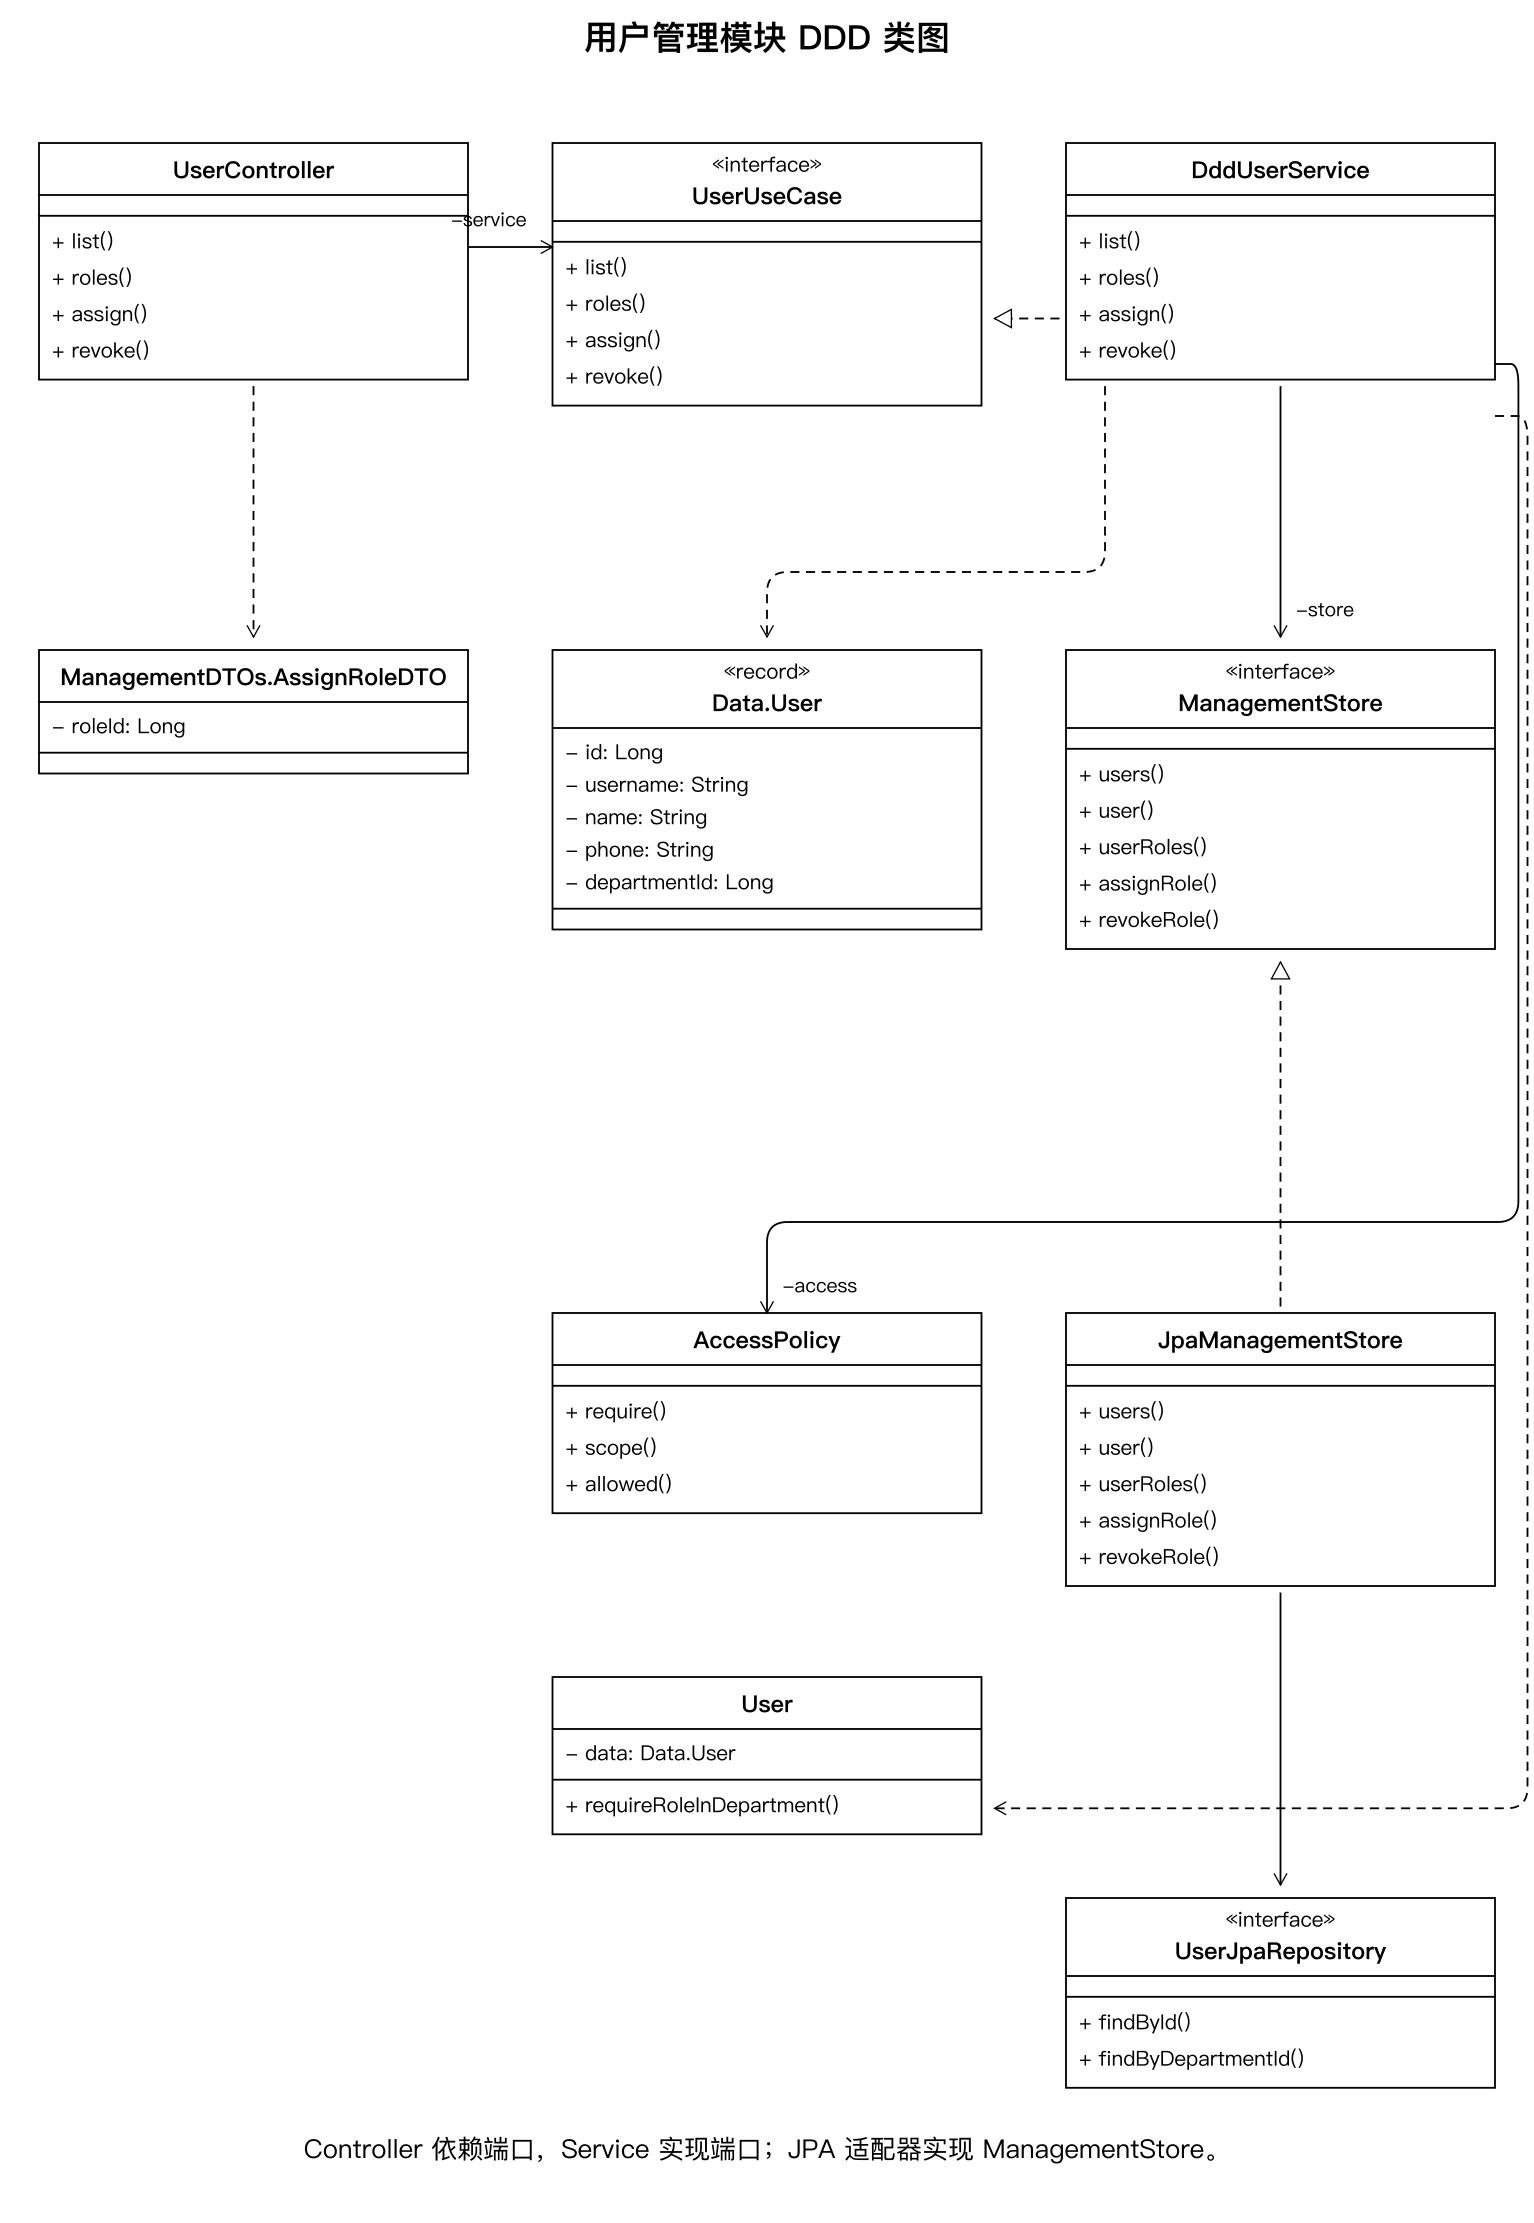 用户管理模块 DDD 类图
UserController
+ list()
+ roles()
+ assign()
+ revoke()
–service
«interface»
UserUseCase
+ list()
+ roles()
+ assign()
+ revoke()
DddUserService
+ list()
+ roles()
+ assign()
+ revoke()
–store
ManagementDTOs.AssignRoleDTO
– roleId: Long
«record»
Data.User
– id: Long
– username: String
– name: String
– phone: String
– departmentId: Long
«interface»
ManagementStore
+ users()
+ user()
+ userRoles()
+ assignRole()
+ revokeRole()
–access
AccessPolicy
+ require()
+ scope()
+ allowed()
JpaManagementStore
+ users()
+ user()
+ userRoles()
+ assignRole()
+ revokeRole()
User
– data: Data.User
+ requireRoleInDepartment()
«interface»
UserJpaRepository
+ findById()
+ findByDepartmentId()
Controller 依赖端口，Service 实现端口；JPA 适配器实现 ManagementStore。